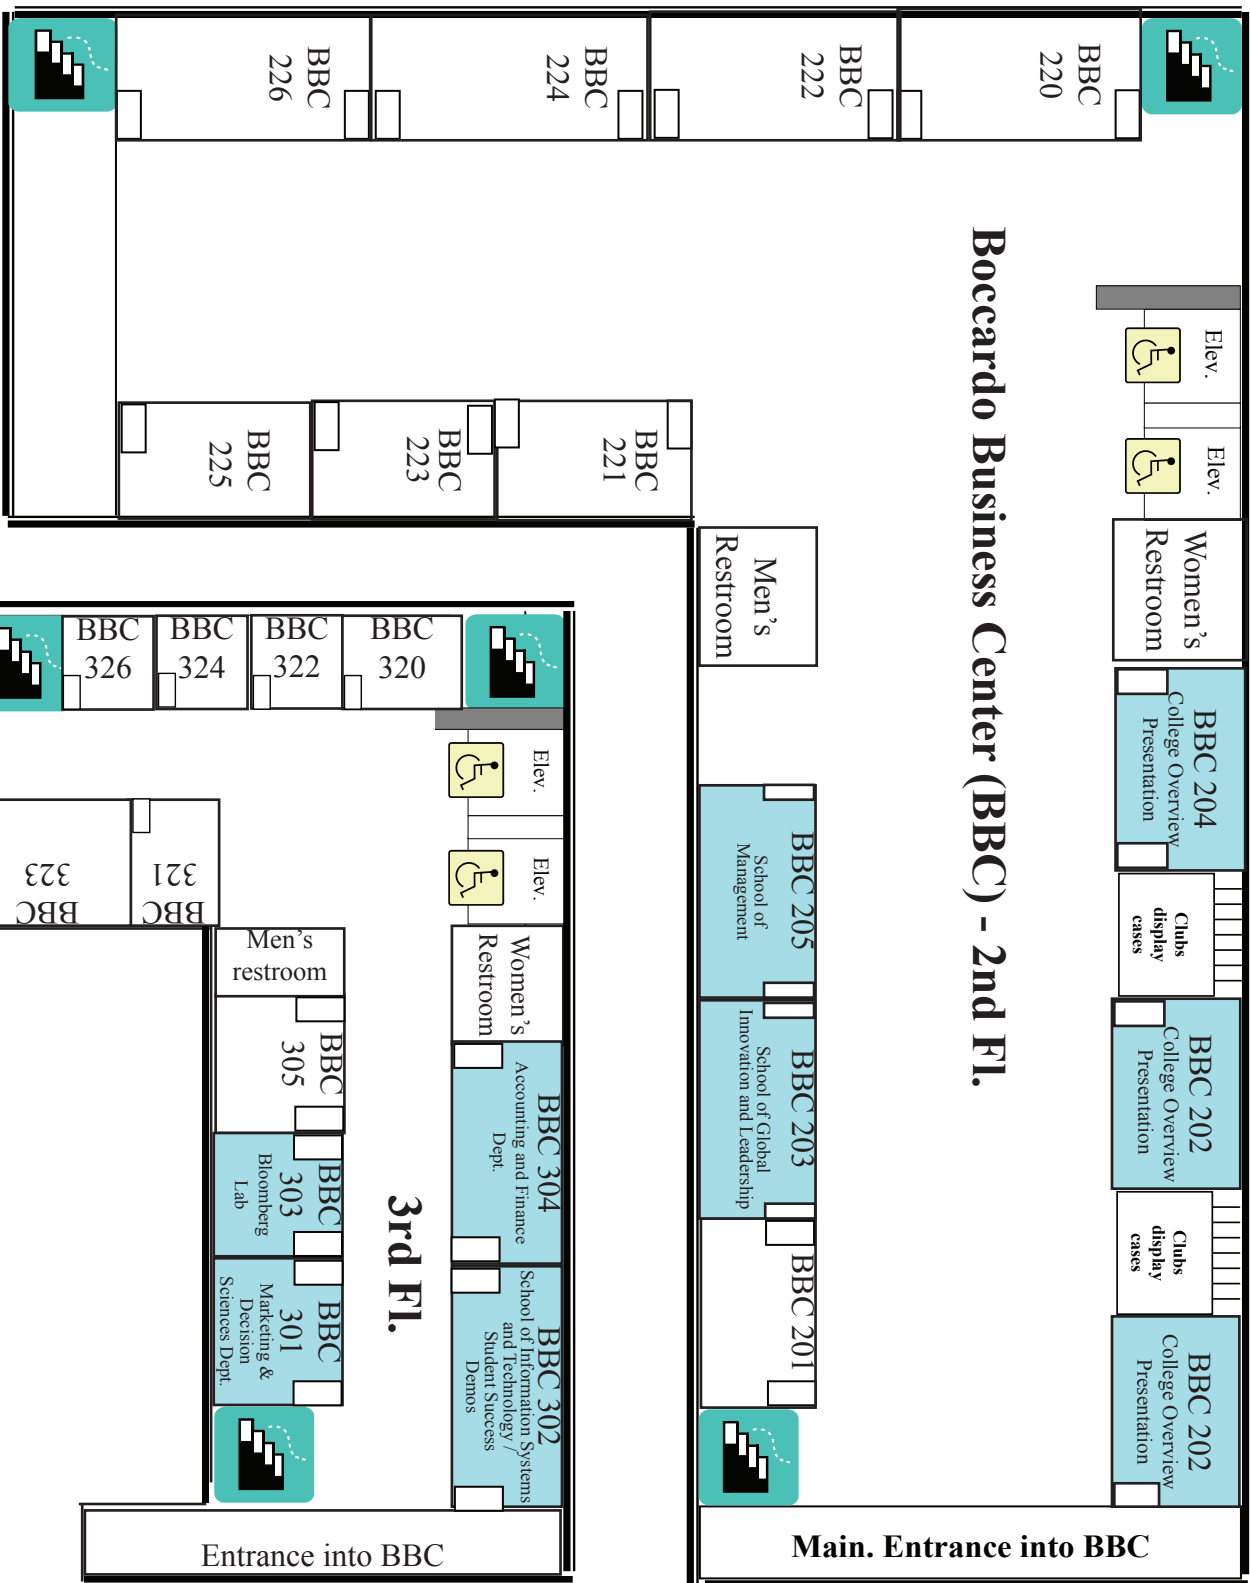 Boccardo Business Center (BBC) - 2nd Fl.
BBC
226
BBC
224
BBC
222
BBC
220
Elev.
Elev.
Women's
Restroom
BBC 204
College Overview
Presentation
Clubs
display
cases
BBC 202
College Overview
Presentation
Clubs
display
cases
BBC 202
College Overview
Presentation
BBC
225
BBC
223
BBC
221
Men's
Restroom
BBC 205
School of
Management
BBC 203
School of Global
Innovation and Leadership
BBC 201
Main. Entrance into BBC
3rd Fl.
BBC
326
BBC
324
BBC
322
BBC
320
Elev.
Elev.
Women's
Restroom
BBC 304
Accounting and Finance
Dept.
BBC 302
School of Information Systems
and Technology /
Student Success
Demos
BBC
323
BBC
321
Men's
restroom
BBC
305
BBC
303
Bloomberg
Lab
BBC
301
Marketing &
Decision
Sciences Dept.
Entrance into BBC